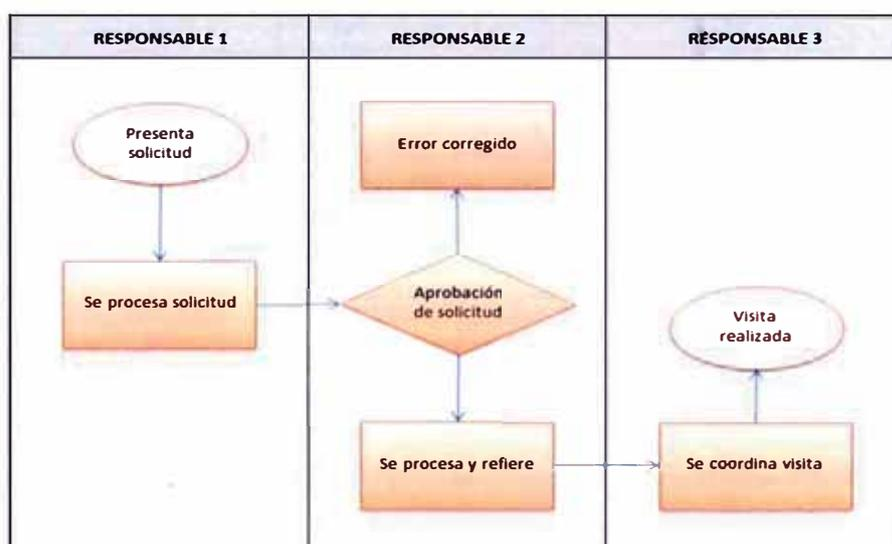 RESPONSABLE 1
RESPONSABLE 2
RESPONSABLE 3
Presenta
solicitud
Error corregido
Se procesa solicitud
Aprobación
de solicitud
Visita
realizada
Se procesa y refiere
Se coordina visita